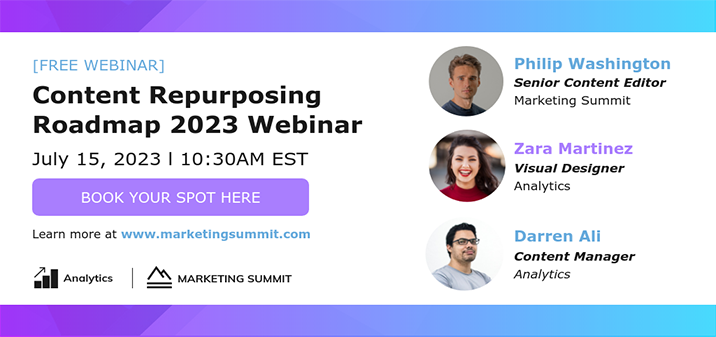 [FREE WEBINAR]
Content Repurposing
Roadmap 2023 Webinar
July 15, 2023 l 10:30AM EST
BOOK YOUR SPOT HERE
Learn more at www.marketingsummit.com
Analytics
MARKETING SUMMIT
Philip Washington
Senior Content Editor
Marketing Summit
Zara Martinez
Visual Designer
Analytics
Darren Ali
Content Manager
Analytics